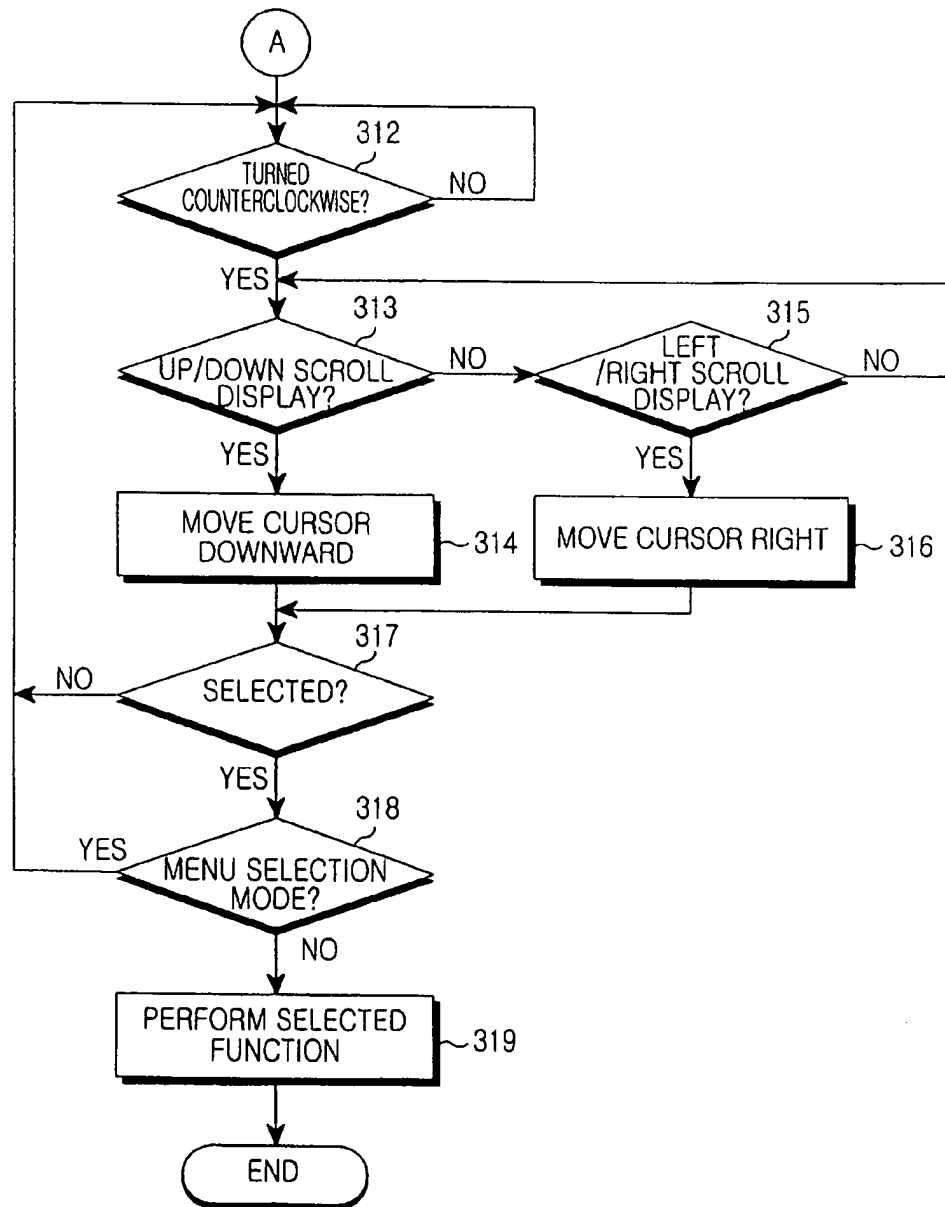 A
312
TURNED
COUNTERCLOCKWISE?
NO
YES
313
315
UP/DOWN SCROLL
DISPLAY?
NO
LEFT
/RIGHT SCROLL
DISPLAY?
NO
YES
YES
MOVE CURSOR
DOWNWARD
314
MOVE CURSOR RIGHT
316
317
NO
SELECTED?
YES
318
YES
MENU SELECTION
MODE?
NO
PERFORM SELECTED
FUNCTION
319
END